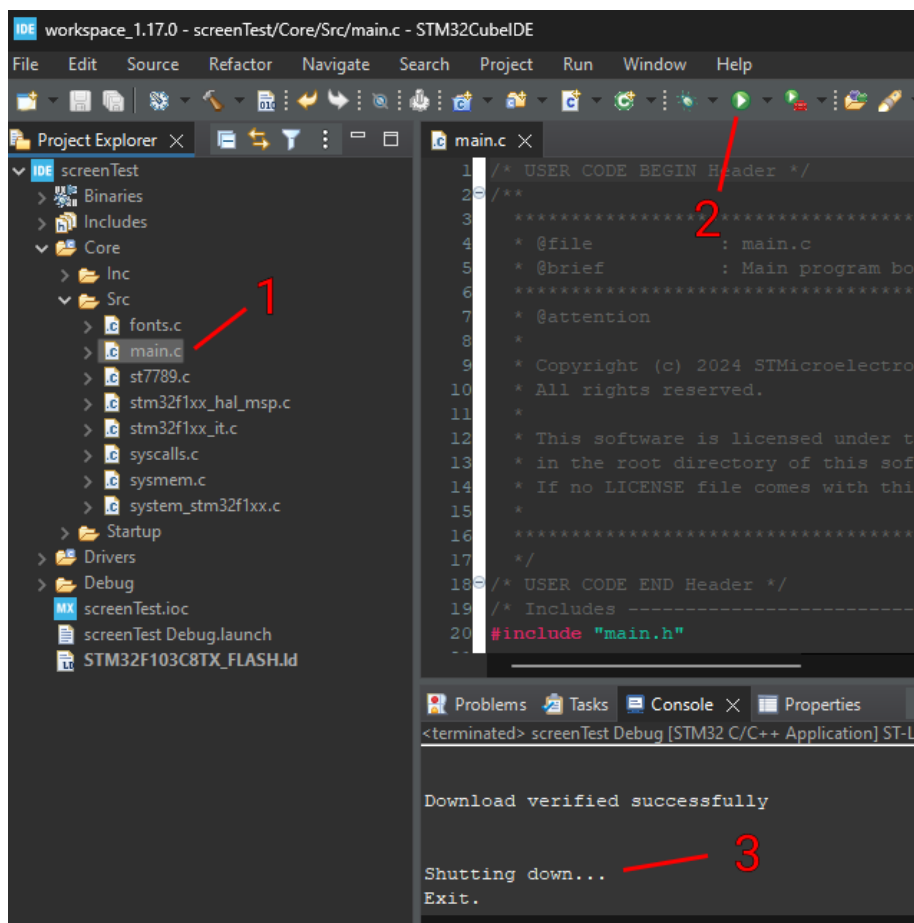 IDE workspace_1.17.0 - screenTest/Core/Src/main.c - STM32CubeIDE
File Edit Source Refactor Navigate Search Project Run Window Help
010
Project Explorer
IDE screenTest
Binaries
Includes
Core
Inc
Src
1
fonts.c
main.c
st7789.c
stm32f1xx_hal_msp.c
stm32f1xx_it.c
syscalls.c
sysmem.c
system_stm32f1xx.c
Startup
Drivers
Debug
MX screenTest.ioc
screenTest Debug.launch
STM32F103C8TX_FLASH.ld
main.c
1 /* USER CODE BEGIN Header */
2 /**
2
3 ************************************
4 * @file : main.c
5 * @brief : Main program bo
6 ************************************
7 * @attention
8 *
9 * Copyright (c) 2024 STMicroelectro
10 * All rights reserved.
11 *
12 * This software is licensed under t
13 * in the root directory of this sof
14 * If no LICENSE file comes with thi
15 *
16 ************************************
17 */
18 /* USER CODE END Header */
19 /* Includes -------------------------
20 #include "main.h"
Problems Tasks Console Properties
<terminated> screenTest Debug [STM32 C/C++ Application] ST-L
Download verified successfully
3
Shutting down...
Exit.